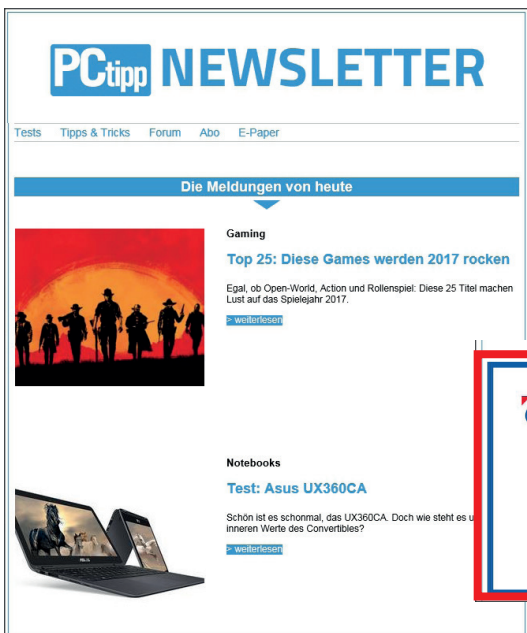 PCtipp NEWSLETTER
Tests Tipps & Tricks Forum Abo E-Paper
Die Meldungen von heute
Gaming
Top 25: Diese Games werden 2017 rocken
Egal, ob Open-World, Action und Rollenspiel: Diese 25 Titel machen
Lust auf das Spielejahr 2017.
> weiterlesen
Notebooks
Test: Asus UX360CA
Schön ist es schonmal, das UX360CA. Doch wie steht es
inneren Werte des Convertibles?
> weiterlesen